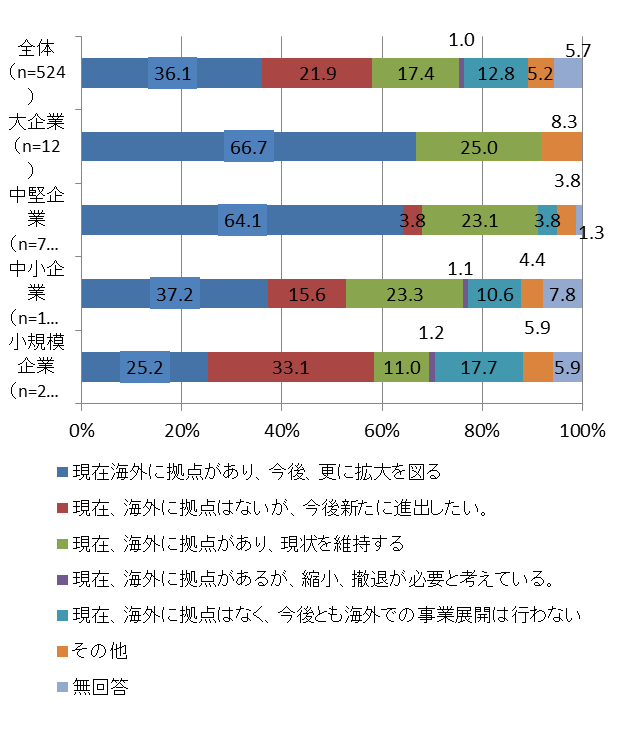 全体
（n=524
）
1.0
5.7
36.1
21.9
17.4
12.8
5.2
大企業
（n=12
）
8.3
66.7
25.0
中堅企
業
（n=7…
3.8
64.1
3.8
23.1
3.8
1.3
中小企
業
（n=1…
1.1
4.4
37.2
15.6
23.3
10.6
7.8
小規模
企業
（n=2…
1.2
5.9
25.2
33.1
11.0
17.7
5.9
0%
20%
40%
60%
80%
100%
現在海外に拠点があり、今後、更に拡大を図る
現在、海外に拠点はないが、今後新たに進出したい。
現在、海外に拠点があり、現状を維持する
現在、海外に拠点があるが、縮小、撤退が必要と考えている。
現在、海外に拠点はなく、今後とも海外での事業展開は行わない
その他
無回答